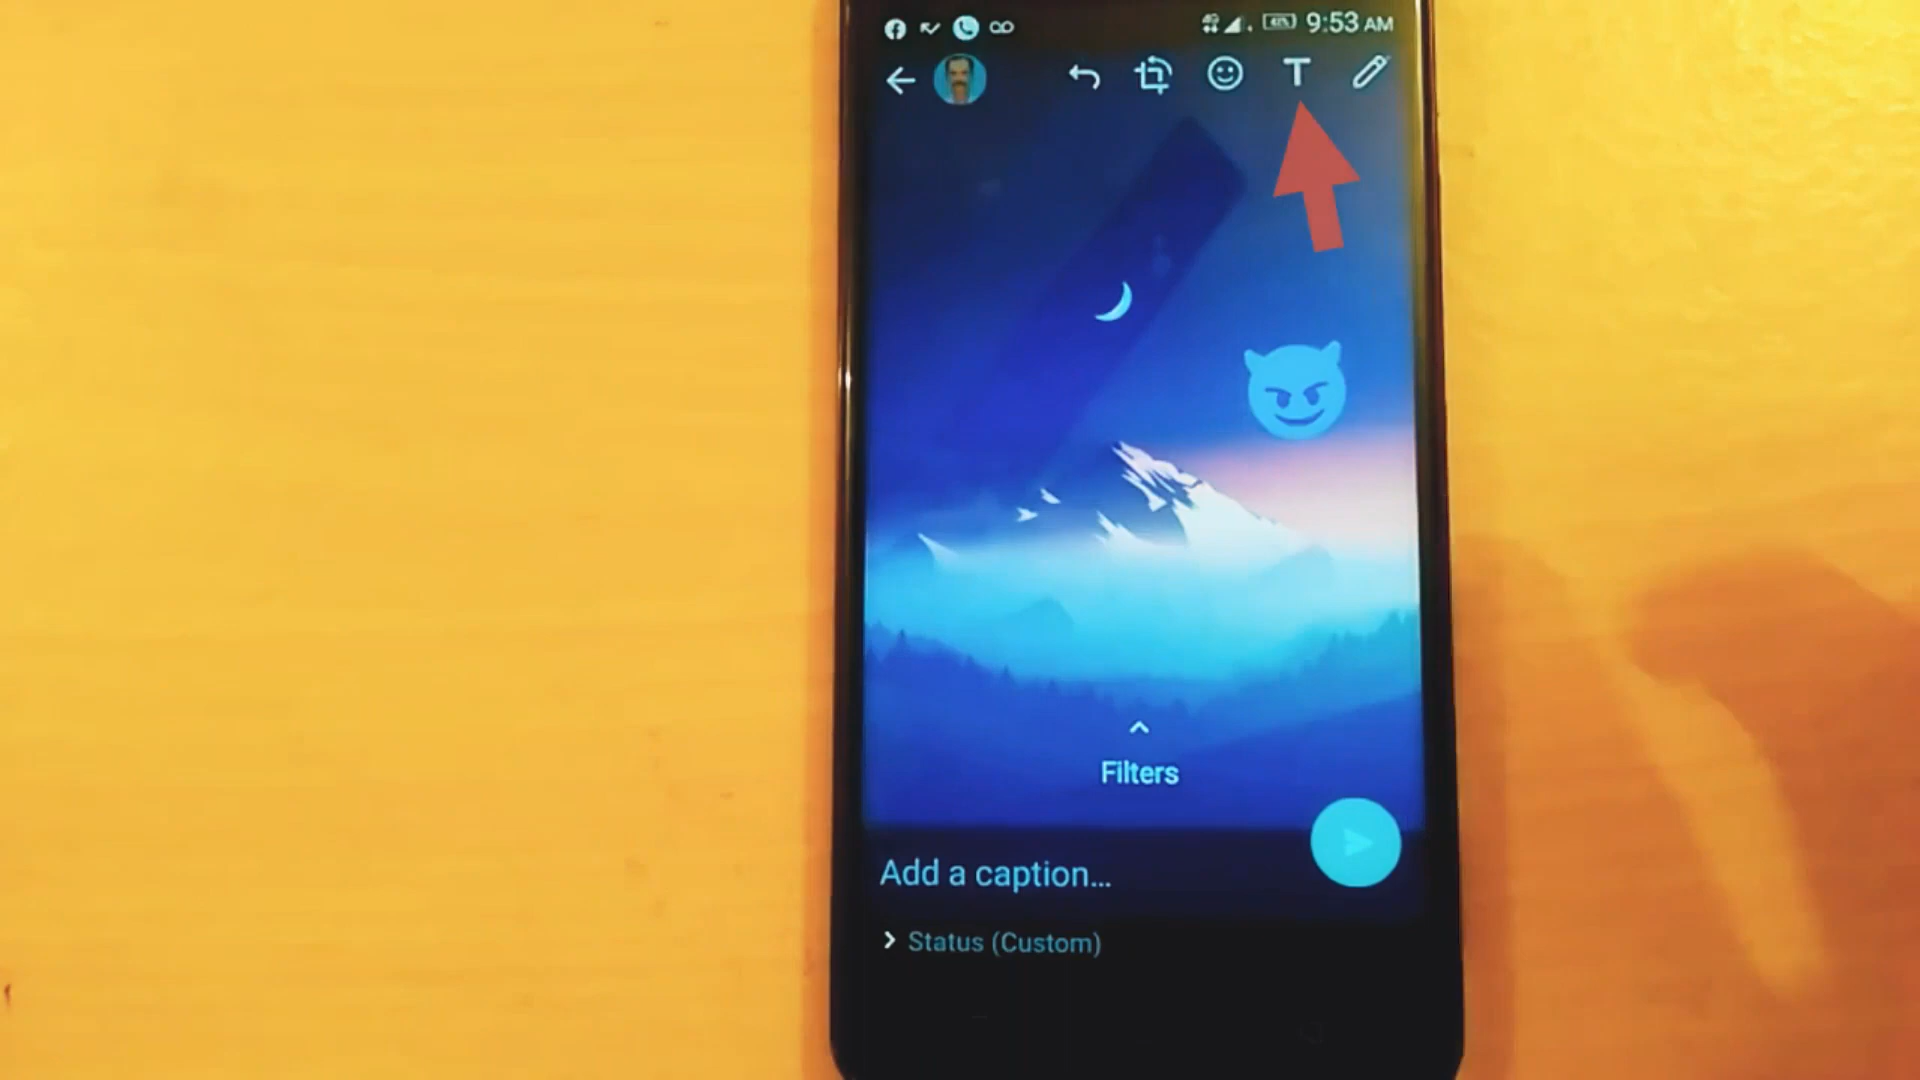 9:53 AM
T
Filters
Add a caption...
Status (Custom)